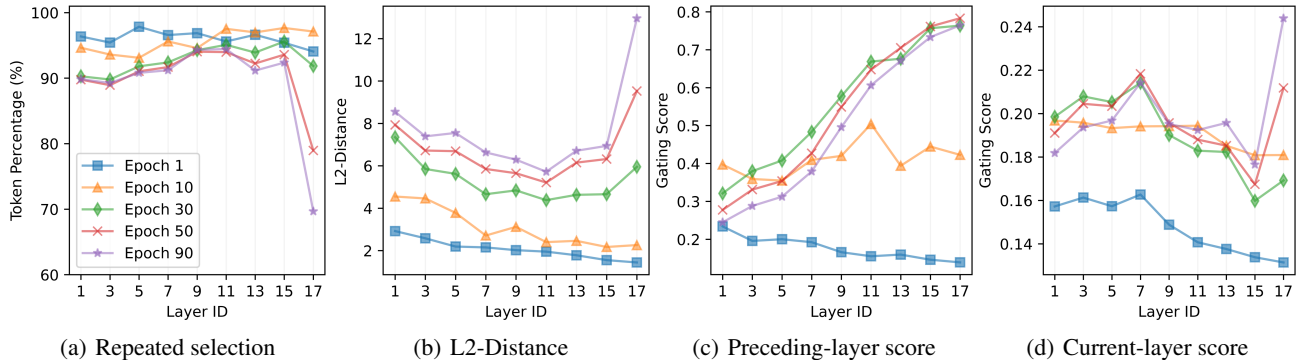 Token Percentage (%)
100
90
80
70
60
Epoch 1
Epoch 10
Epoch 30
Epoch 50
Epoch 90
1 3 5 7 9 11 13 15 17
Layer ID
(a) Repeated selection
L2-Distance
12
10
8
6
4
2
1 3 5 7 9 11 13 15 17
Layer ID
(b) L2-Distance
Gating Score
0.8
0.7
0.6
0.5
0.4
0.3
0.2
1 3 5 7 9 11 13 15 17
Layer ID
(c) Preceding-layer score
Gating Score
0.24
0.22
0.20
0.18
0.16
0.14
1 3 5 7 9 11 13 15 17
Layer ID
(d) Current-layer score